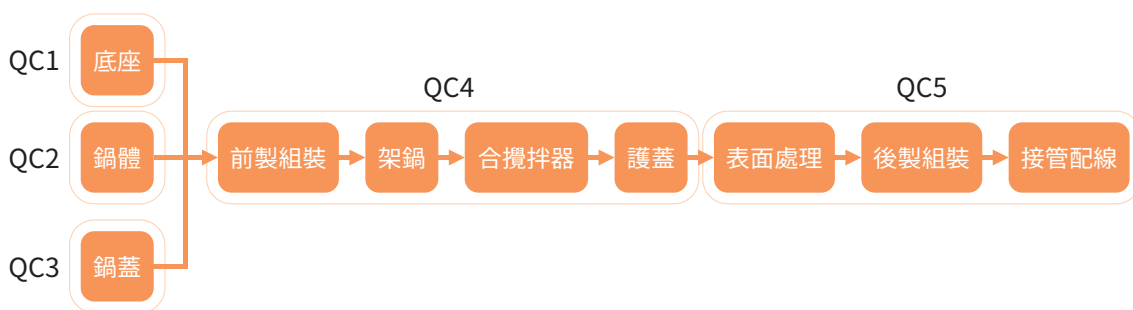 QC1
底座
QC2
鍋體
QC3
鍋蓋
QC4
前製組裝
架鍋
合攪拌器
護蓋
QC5
表面處理
後製組裝
接管配線